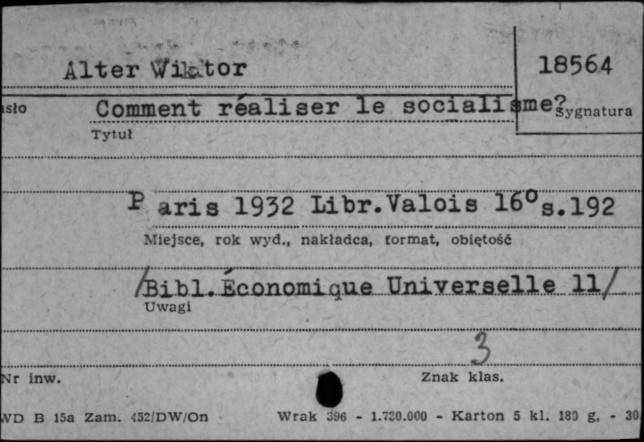 Alter Wiktor
18564
Comment réaliser le socialisme?
Sygnatura
Tytuł
Paris 1932 Libr.Valois 16° s.192
Miejsce, rok wyd., nakładca, format, objętość
/Bibl.Économique Universelle 11/
Uwagi
3
Nr inw.
Znak klas.
WD B 15a Zam. 452/DW/On Wrak 396 - 1.730.000 - Karton 5 kl. 180 g. - 30